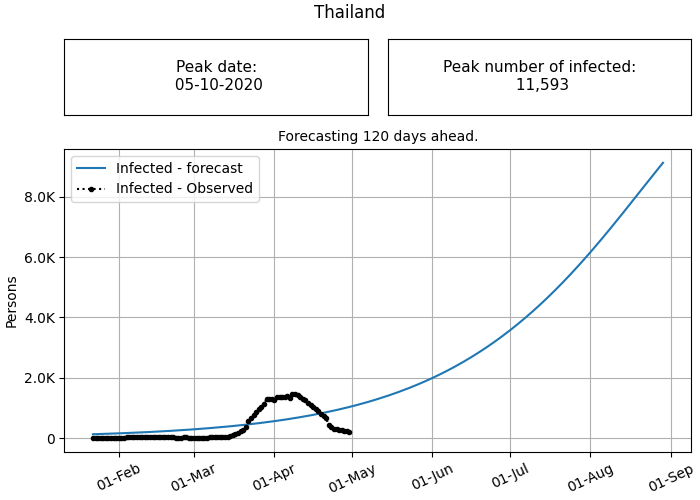 Thailand
Peak date:
05-10-2020
Peak number of infected:
11,593
Forecasting 120 days ahead.
Infected - forecast
Infected - Observed
8.0K
6.0K
4.0K
2.0K
0
Persons
01-Feb
01-Mar
01-Apr
01-May
01-Jun
01-Jul
01-Aug
01-Sep